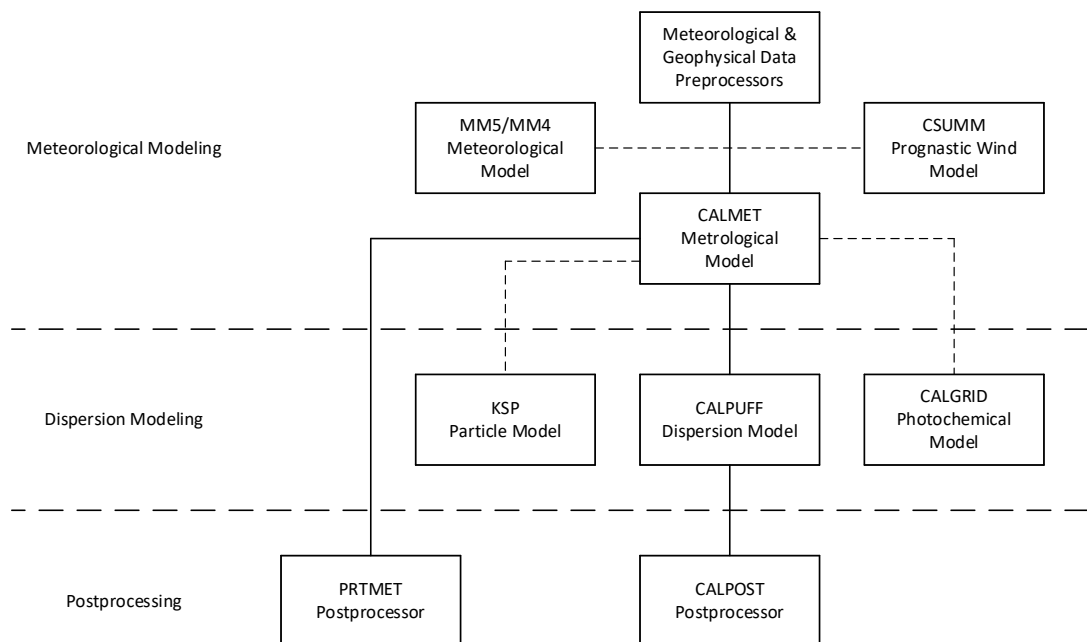 Meteorological &
Geophysical Data
Preprocessors
MM5/MM4
Meteorological
Model
CSUMM
Prognastic Wind
Model
Meteorological Modeling
CALMET
Metrological
Model
KSP
Particle Model
CALPUFF
Dispersion Model
CALGRID
Photochemical
Model
Dispersion Modeling
PRTMET
Postprocessor
CALPOST
Postprocessor
Postprocessing